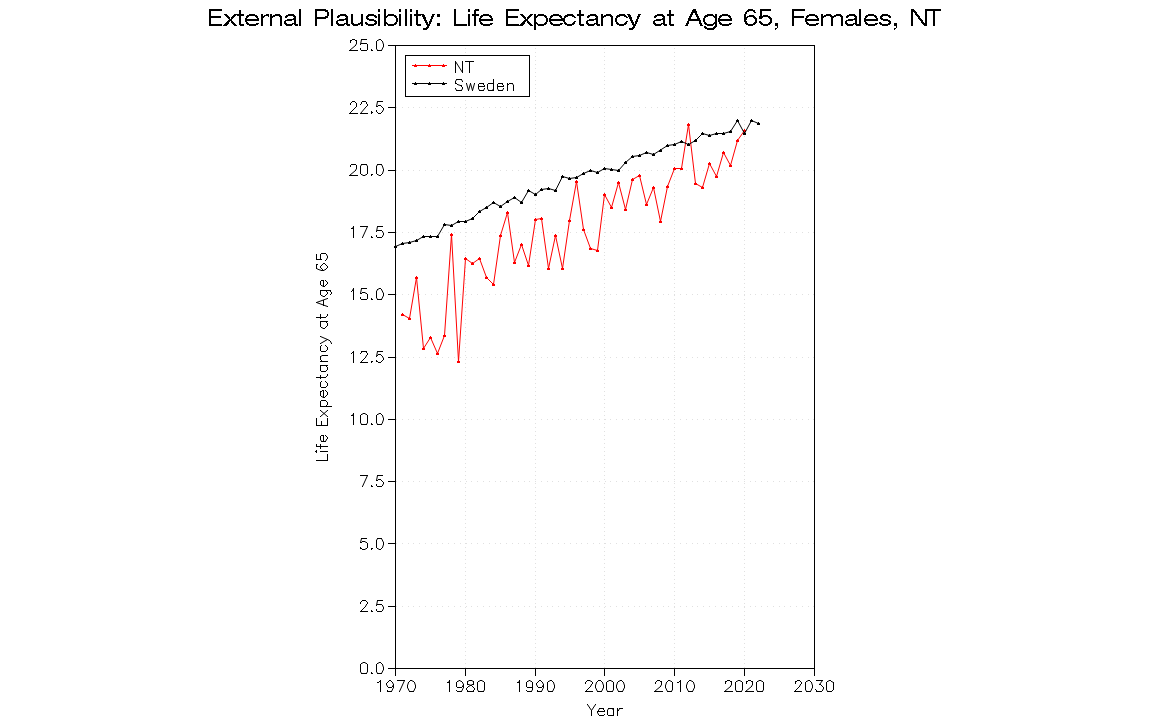 External Plausibility: Life Expectancy at Age 65, Females, NT
25.0
NT
Sweden
22.5
20.0
17.5
15.0
12.5
10.0
7.5
5.0
2.5
0.0
Life Expectancy at Age 65
1970 1980 1990 2000 2010 2020 2030
Year